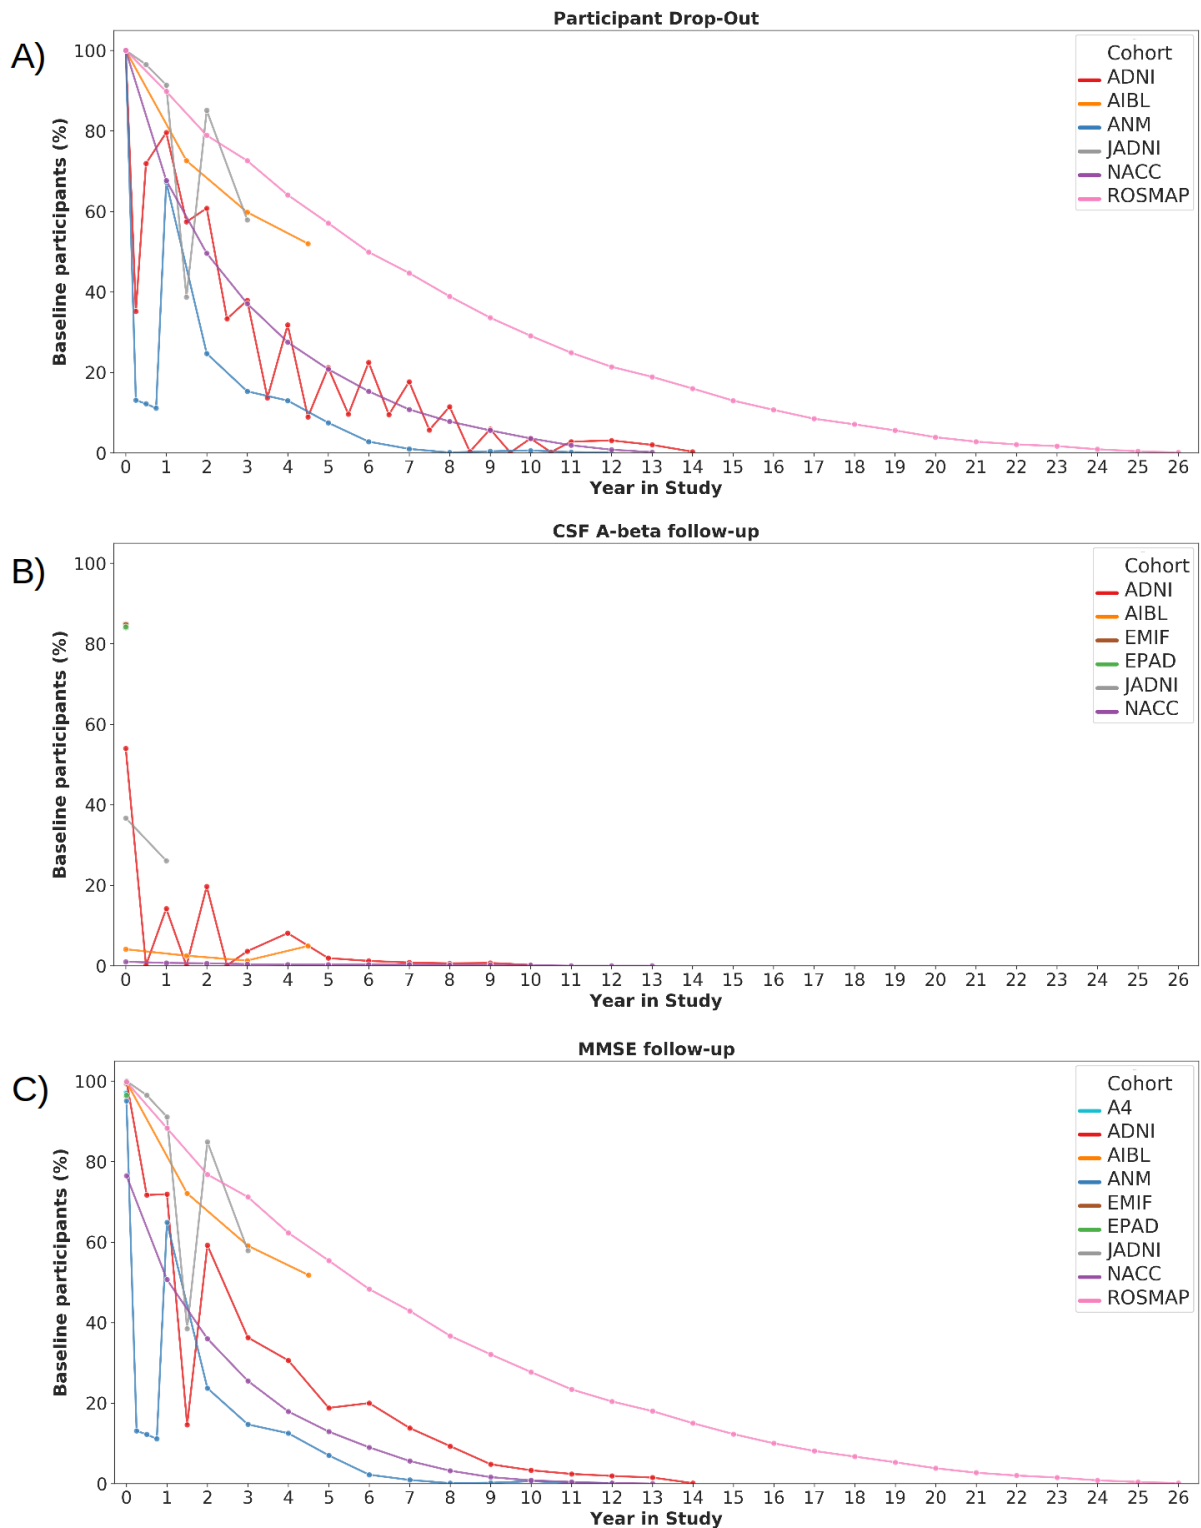 A)
Participant Drop-Out
Baseline participants (%)
100
80
60
40
20
0
Cohort
ADNI
AIBL
ANM
JADNI
NACC
ROSMAP
0 1 2 3 4 5 6 7 8 9 10 11 12 13 14 15 16 17 18 19 20 21 22 23 24 25 26
Year in Study
B)
CSF A-beta follow-up
Baseline participants (%)
100
80
60
40
20
0
Cohort
ADNI
AIBL
EMIF
EPAD
JADNI
NACC
0 1 2 3 4 5 6 7 8 9 10 11 12 13 14 15 16 17 18 19 20 21 22 23 24 25 26
Year in Study
C)
MMSE follow-up
Baseline participants (%)
100
80
60
40
20
0
Cohort
A4
ADNI
AIBL
ANM
EMIF
EPAD
JADNI
NACC
ROSMAP
0 1 2 3 4 5 6 7 8 9 10 11 12 13 14 15 16 17 18 19 20 21 22 23 24 25 26
Year in Study